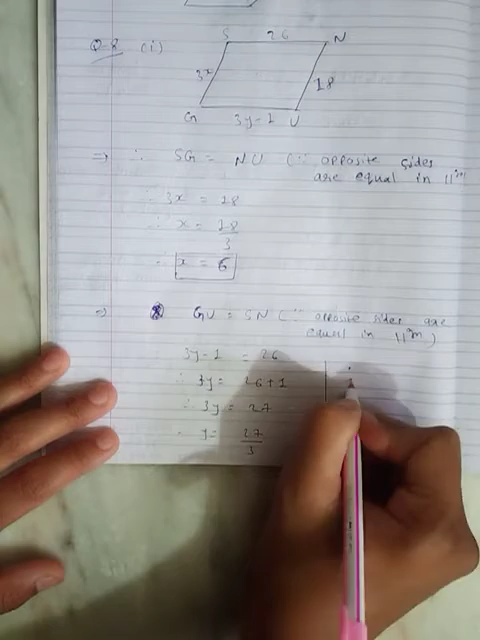 Q-8 (i)
S 26 N
3x 18
G 3y-1 U
⇒ ∴ SG = NU (∵ opposite sides
are equal in ||gm)
∴ 3x = 18
∴ x = 18/3
∴ x = 6
⇒ GU = SN (∵ opposite sides are
equal in ||gm)
3y-1 = 26
∴ 3y = 26+1
∴ 3y = 27
y = 27/3